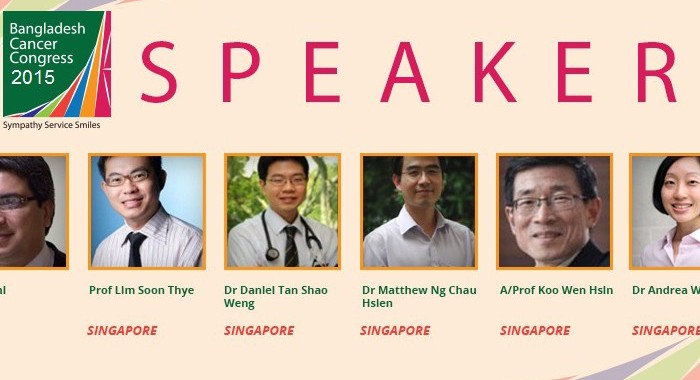 Bangladesh
Cancer
Congress
2015
Sympathy Service Smiles
SPEAKER
Prof Lim Soon Thye
SINGAPORE
Dr Daniel Tan Shao
Weng
SINGAPORE
Dr Matthew Ng Chau
Hsien
SINGAPORE
A/Prof Koo Wen Hsin
SINGAPORE
Dr Andrea W
SINGAPORE